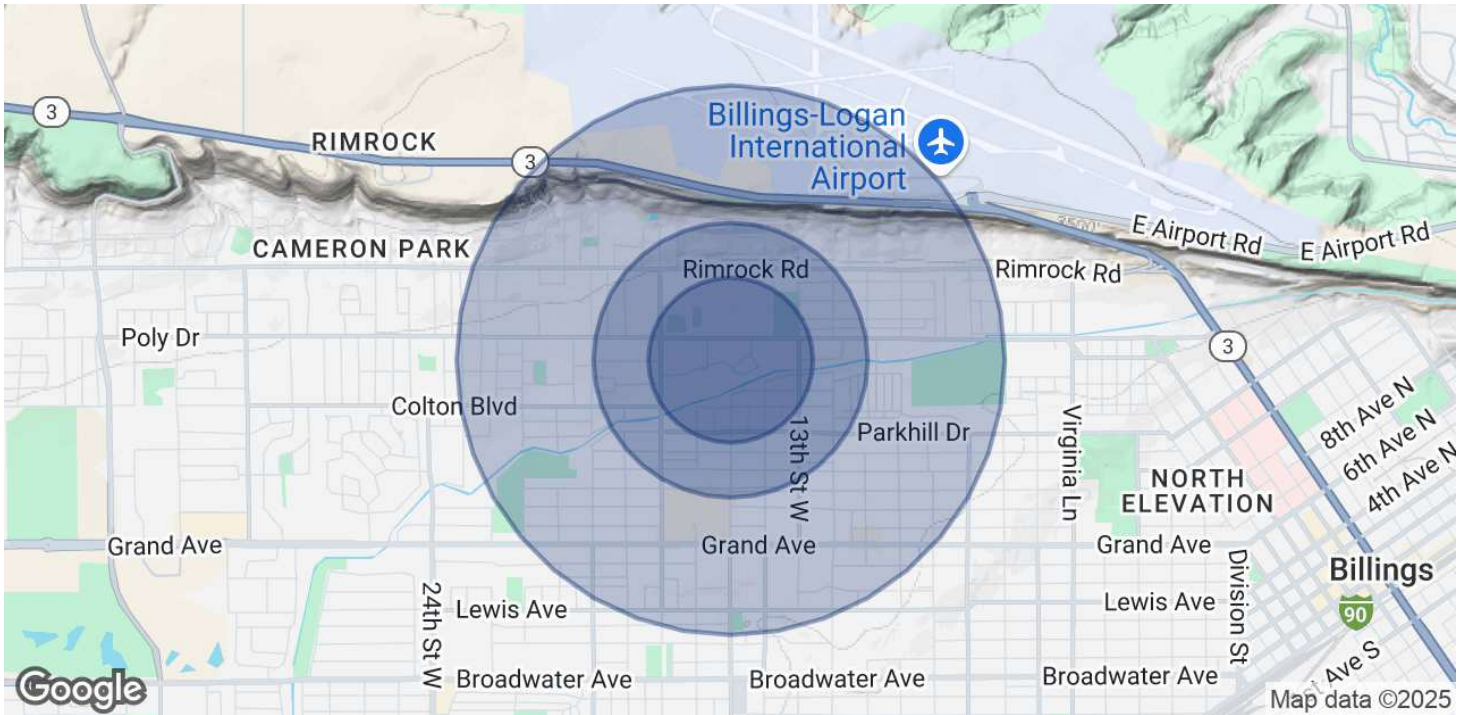 3
RIMROCK
3
Billings-Logan
International
Airport
3500'
E Airport Rd
E Airport Rd
CAMERON PARK
Rimrock Rd
Rimrock Rd
Poly Dr
3
Colton Blvd
13th St W
Parkhill Dr
Virginia Ln
8th Ave N
6th Ave N
4th Ave N
NORTH
ELEVATION
Grand Ave
Grand Ave
Grand Ave
Division St
Billings
24th St W
Lewis Ave
Lewis Ave
90
Broadwater Ave
Broadwater Ave
Broadwater Ave
Ave S
Google
Map data ©2025